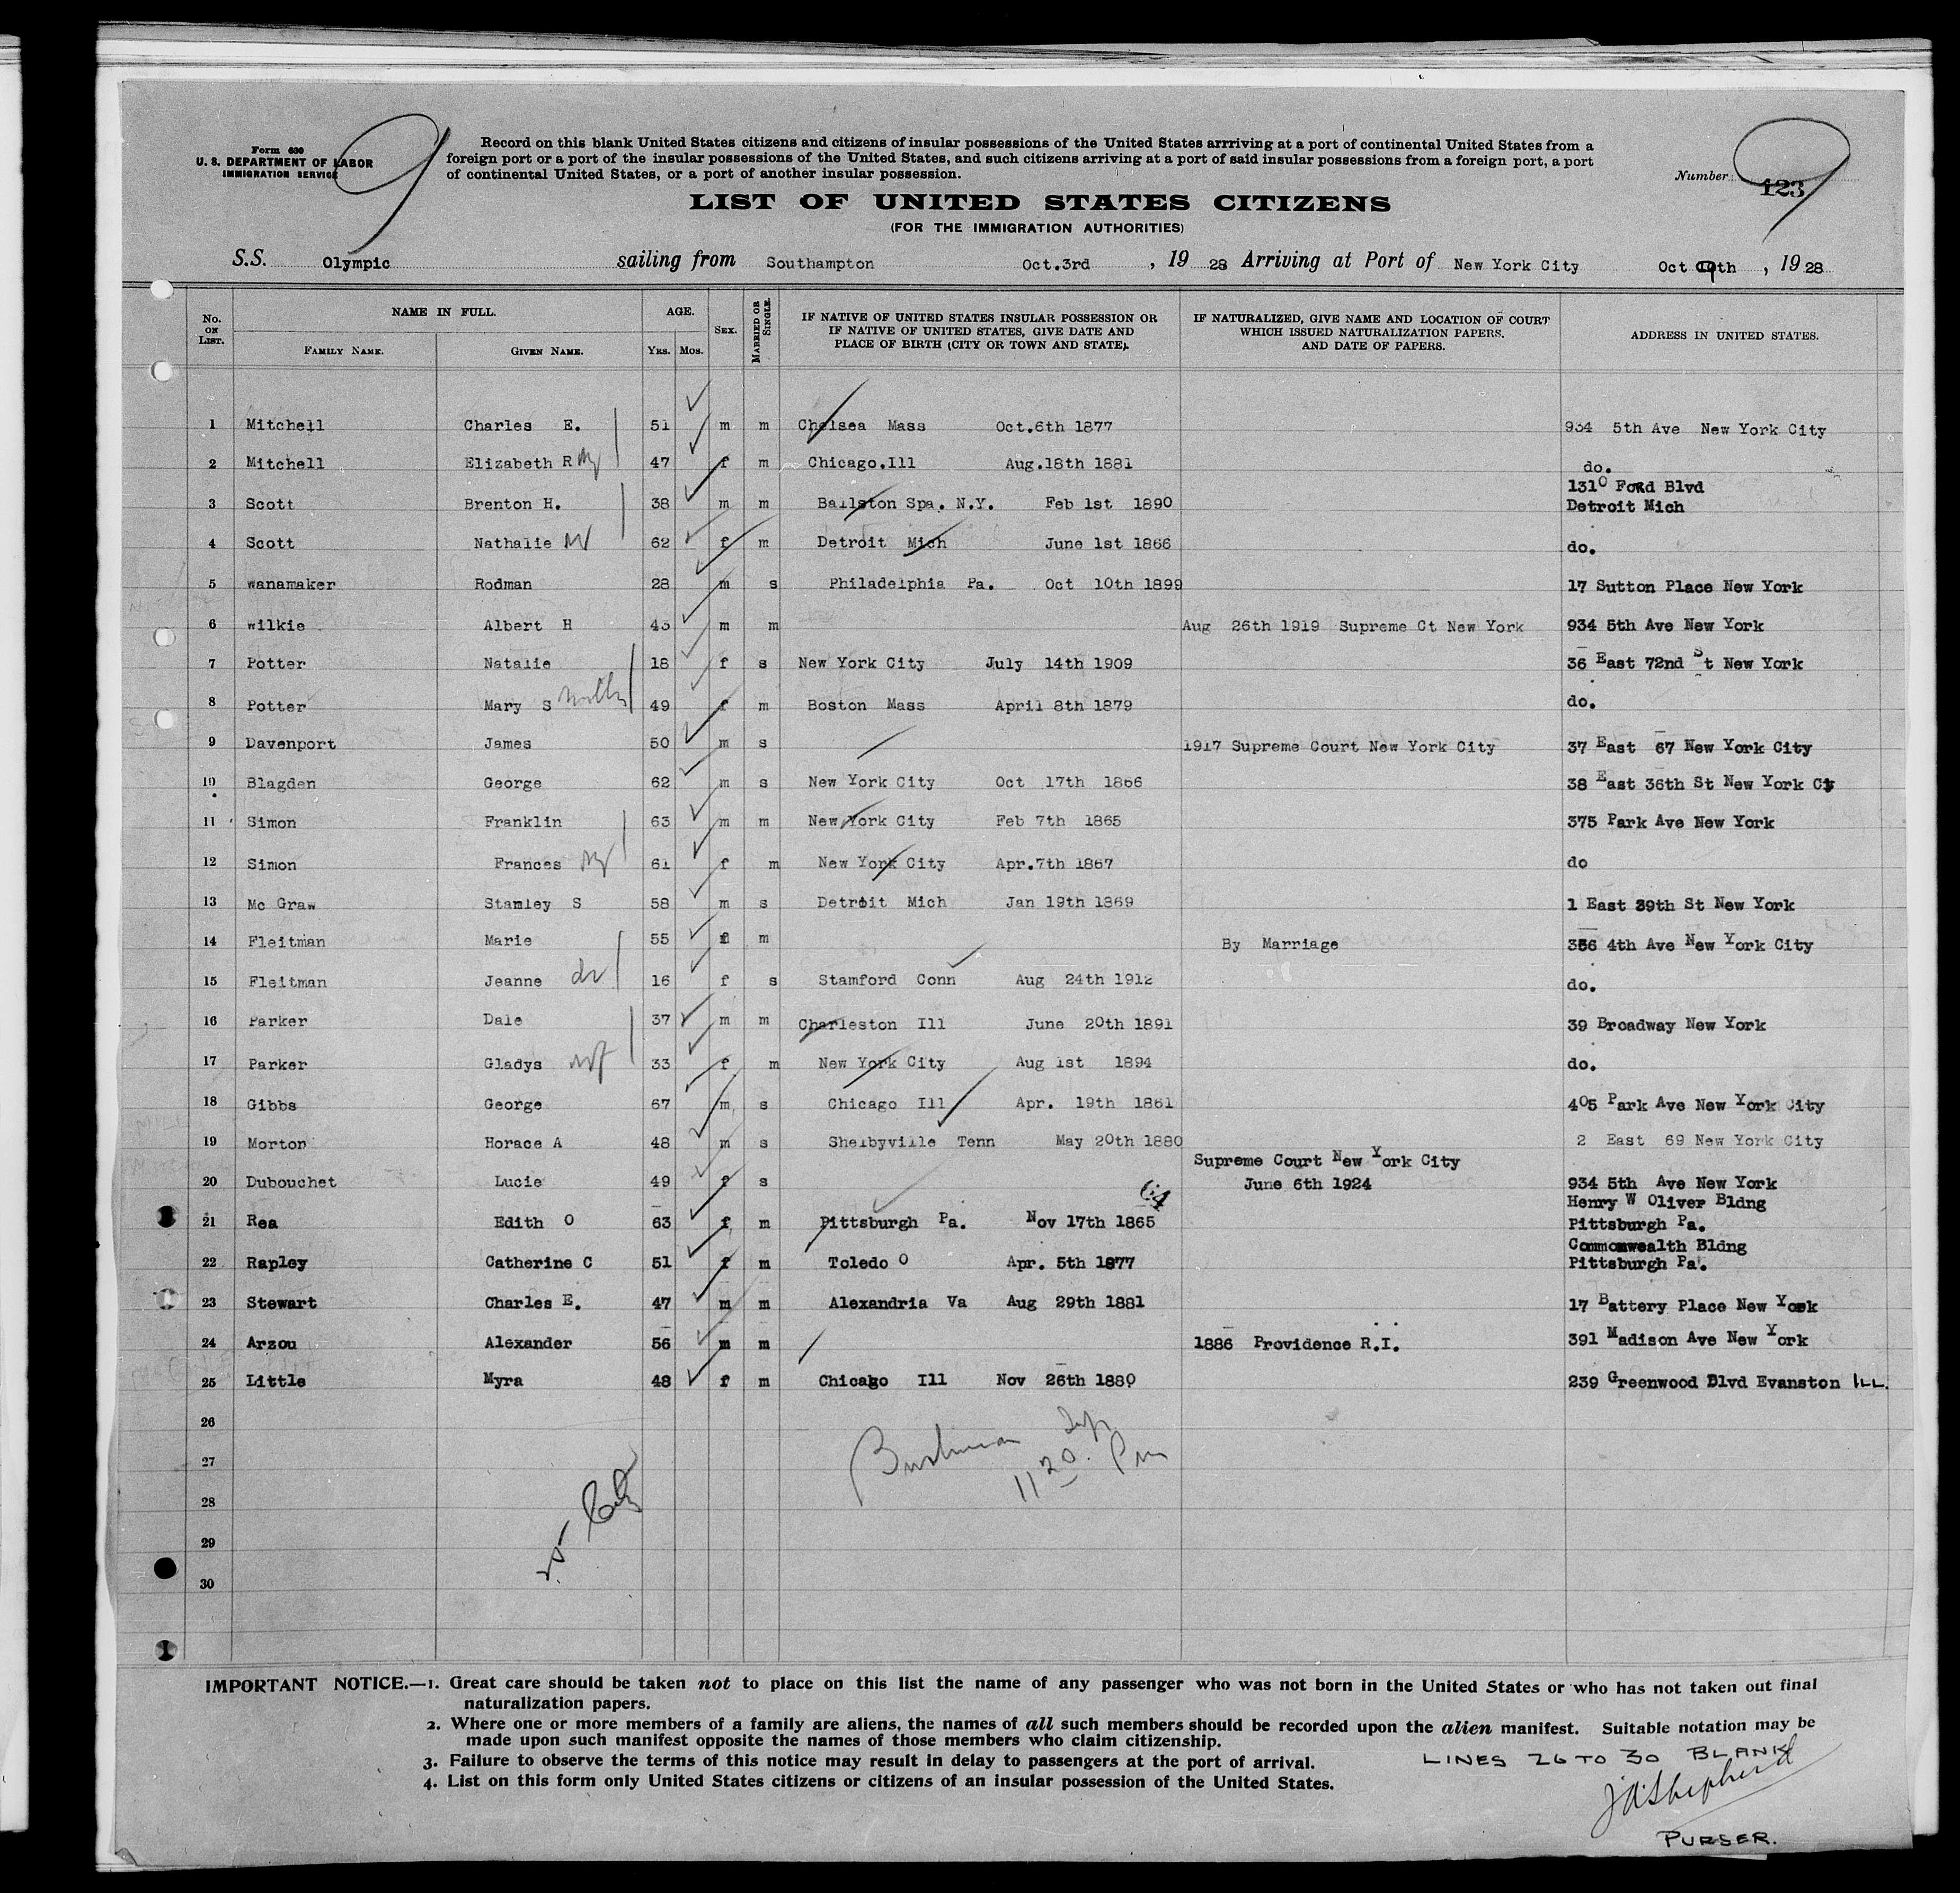 Form 630
U. S. DEPARTMENT OF LABOR
IMMIGRATION SERVICE
9
Record on this blank United States citizens and citizens of insular possessions of the United States arrriving at a port of continental United States from a
foreign port or a port of the insular possessions of the United States, and such citizens arriving at a port of said insular possessions from a foreign port, a port
of continental United States, or a port of another insular possession.
Number 123
9
LIST OF UNITED STATES CITIZENS
(FOR THE IMMIGRATION AUTHORITIES)
S.S. Olympic sailing from Southampton Oct.3rd , 19 28 Arriving at Port of New York City Oct 9th , 19 28
No. ON LIST. NAME IN FULL. FAMILY NAME. GIVEN NAME. AGE. YRS. MOS. SEX. MARRIED OR SINGLE. IF NATIVE OF UNITED STATES INSULAR POSSESSION OR IF NATIVE OF UNITED STATES, GIVE DATE AND PLACE OF BIRTH (CITY OR TOWN AND STATE). IF NATURALIZED, GIVE NAME AND LOCATION OF COURT WHICH ISSUED NATURALIZATION PAPERS, AND DATE OF PAPERS. ADDRESS IN UNITED STATES.
1 Mitchell Charles E. 51 m m Chelsea Mass Oct.6th 1877 934 5th Ave New York City
2 Mitchell Elizabeth R 47 f m Chicago.Ill Aug.18th 1881 do.
3 Scott Brenton H. 38 m m Ballston Spa. N.Y. Feb 1st 1890 1310 Ford Blvd Detroit Mich
4 Scott Nathalie 62 f m Detroit Mich June 1st 1866 do.
5 wanamaker Rodman 28 m s Philadelphia Pa. Oct 10th 1899 17 Sutton Place New York
6 wilkie Albert H 45 m m Aug 26th 1919 Supreme Ct New York 934 5th Ave New York
7 Potter Natalie 18 f s New York City July 14th 1909 36 East 72nd St New York
8 Potter Mary S 49 f m Boston Mass April 8th 1879 do.
9 Davenport James 50 m s 1917 Supreme Court New York City 37 East 67 New York City
10 Blagden George 62 m s New York City Oct 17th 1866 38 East 36th St New York Cy
11 Simon Franklin 63 m m New York City Feb 7th 1865 375 Park Ave New York
12 Simon Frances 61 f m New York City Apr.7th 1867 do
13 Mc Graw Stanley S 58 m s Detroit Mich Jan 19th 1869 1 East 39th St New York
14 Fleitman Marie 55 f m By Marriage 356 4th Ave New York City
15 Fleitman Jeanne 16 f s Stamford Conn Aug 24th 1912 do.
16 Parker Dale 37 m m Charleston Ill June 20th 1891 39 Broadway New York
17 Parker Gladys 33 f m New York City Aug 1st 1894 do.
18 Gibbs George 67 m s Chicago Ill Apr. 19th 1861 405 Park Ave New York City
19 Morton Horace A 48 m s Shelbyville Tenn May 20th 1880 2 East 69 New York City
20 Dubouchet Lucie 49 f s Supreme Court New York City June 6th 1924 934 5th Ave New York
21 Rea Edith O 63 f m Pittsburgh Pa. Nov 17th 1865 64 Henry W Oliver Bldng Pittsburgh Pa.
22 Rapley Catherine C 51 f m Toledo O Apr. 5th 1877 Commonwealth Bldng Pittsburgh Pa.
23 Stewart Charles E. 47 m m Alexandria Va Aug 29th 1881 17 Battery Place New York
24 Arzou Alexander 56 m m 1886 Providence R.I. 391 Madison Ave New York
25 Little Myra 48 f m Chicago Ill Nov 26th 1880 239 Greenwood Blvd Evanston ILL.
26
27
28
29
30
11 20 Pm
IMPORTANT NOTICE.—1. Great care should be taken not to place on this list the name of any passenger who was not born in the United States or who has not taken out final
naturalization papers.
2. Where one or more members of a family are aliens, the names of all such members should be recorded upon the alien manifest. Suitable notation may be
made upon such manifest opposite the names of those members who claim citizenship.
3. Failure to observe the terms of this notice may result in delay to passengers at the port of arrival.
4. List on this form only United States citizens or citizens of an insular possession of the United States.
LINES 26 TO 30 BLANK
Shepherd
PURSER.